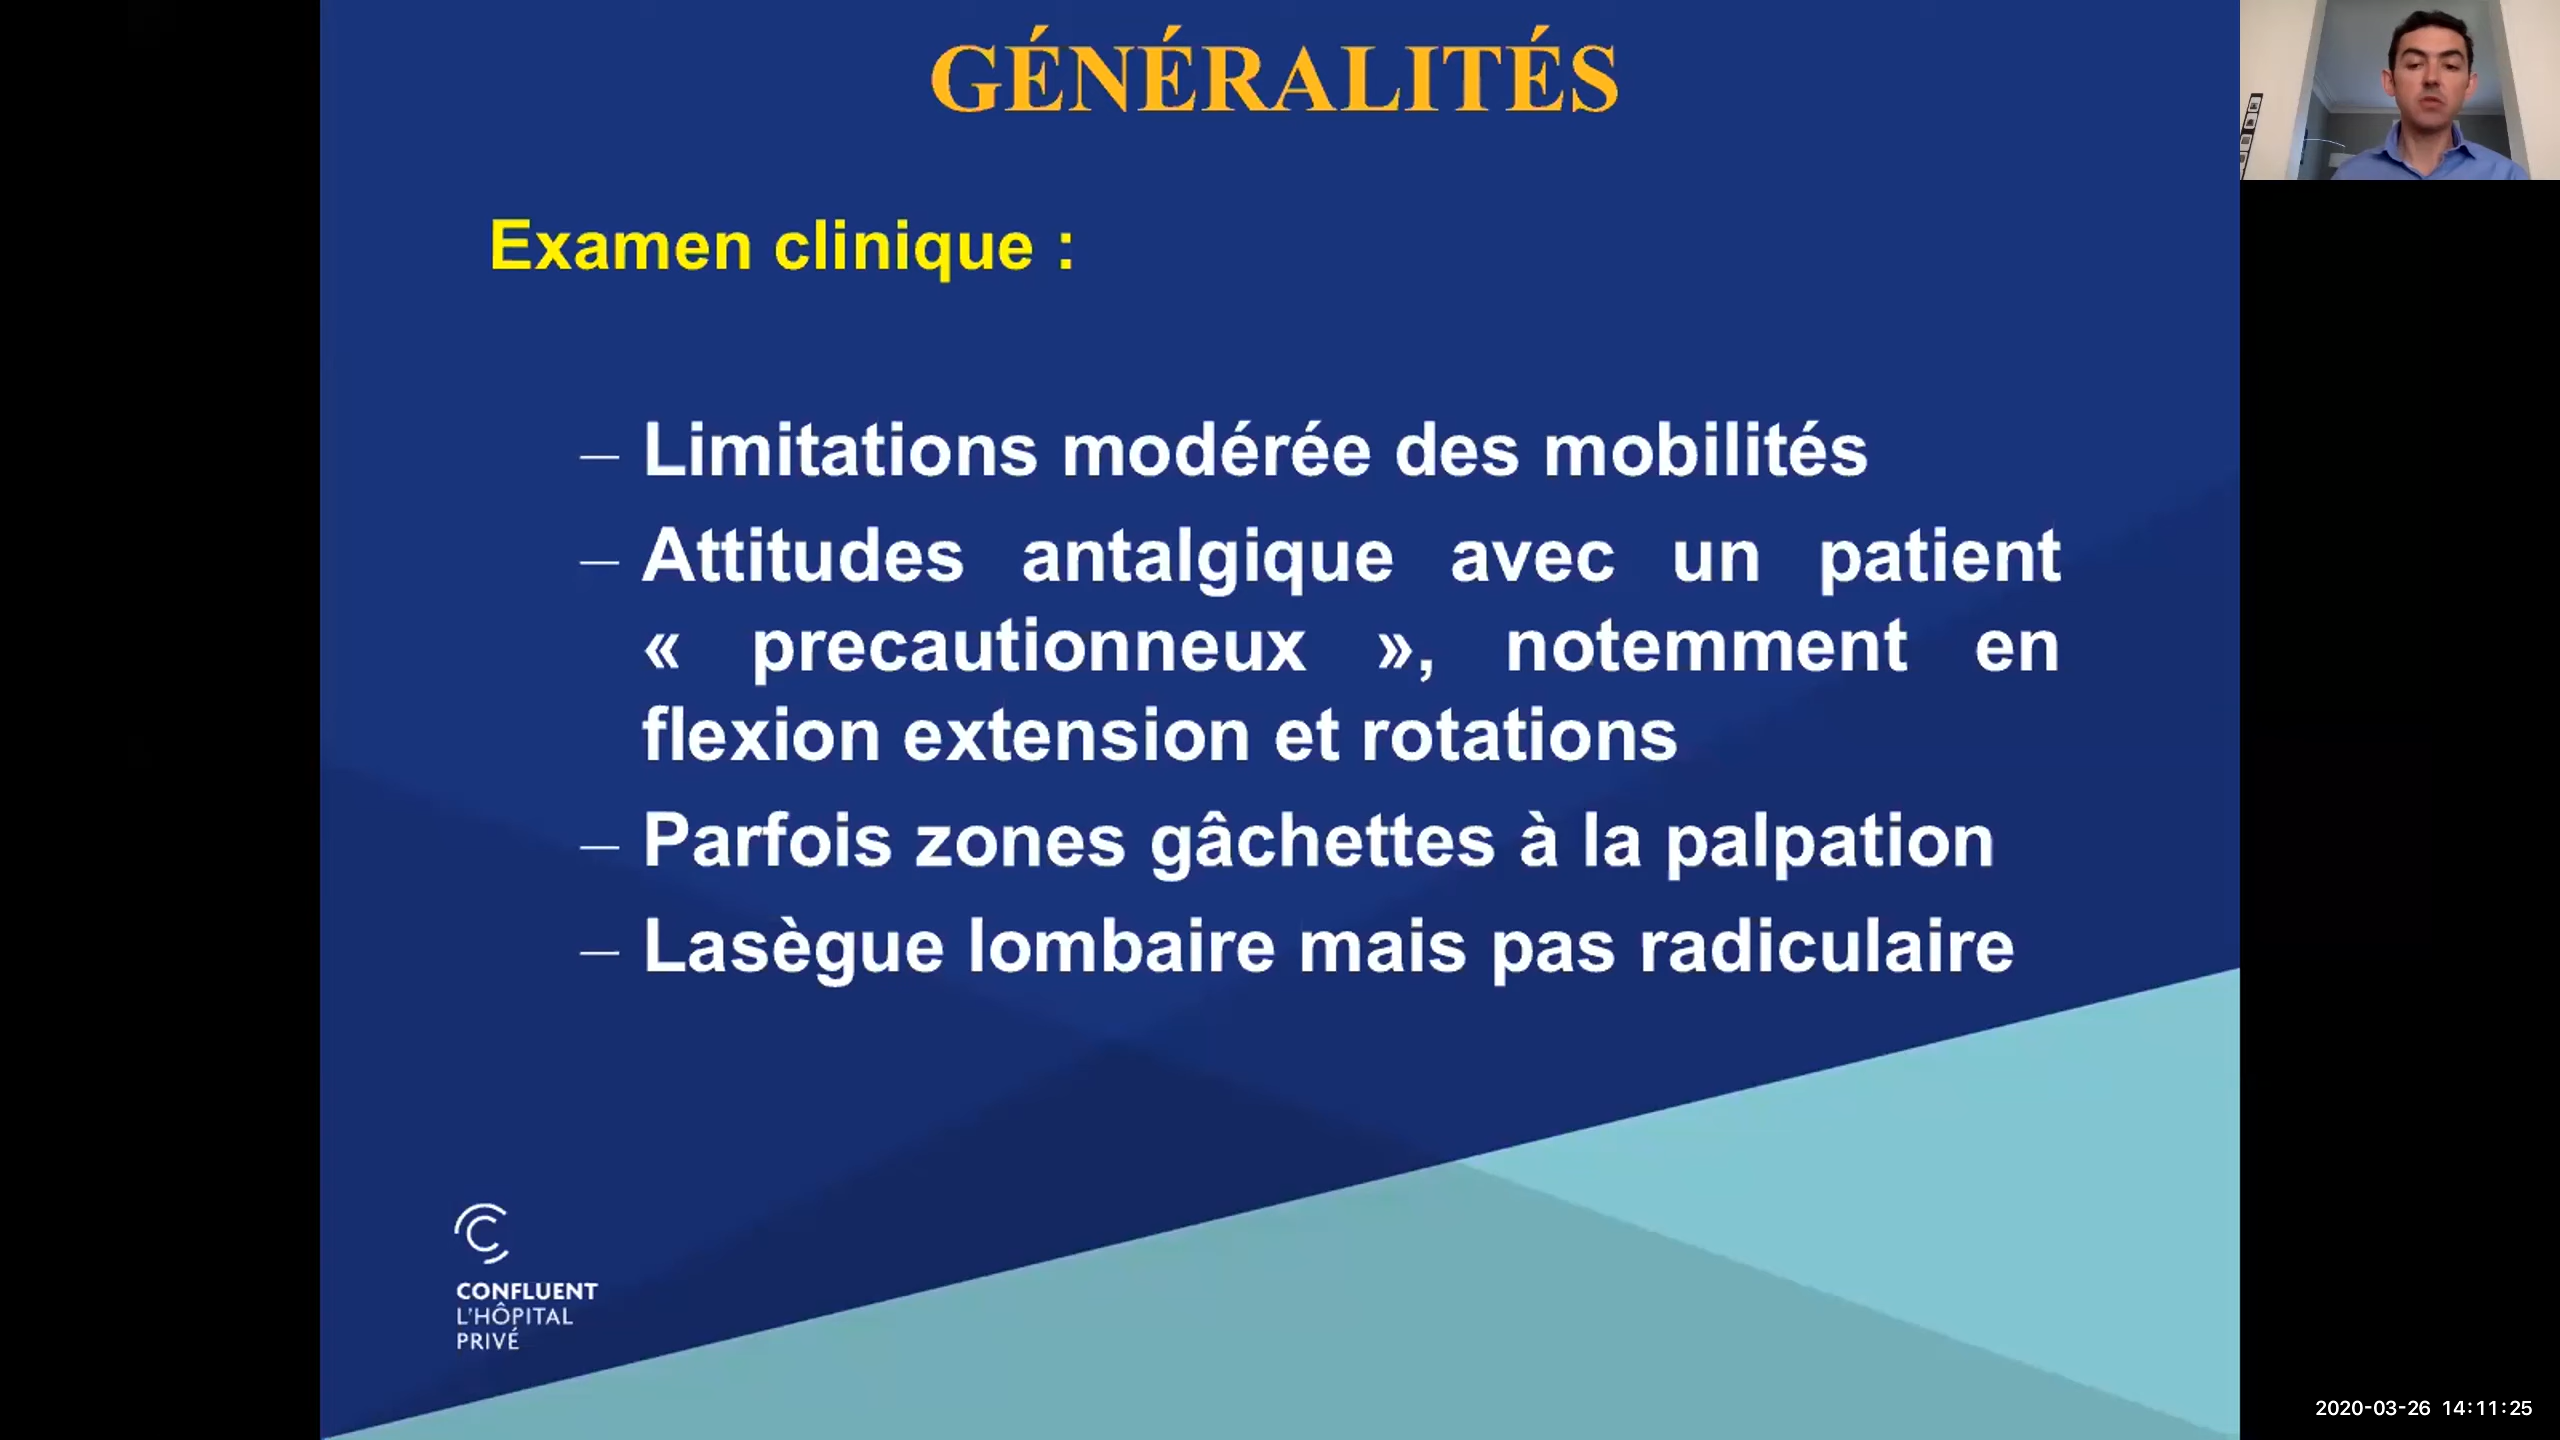 GÉNÉRALITÉS
Examen clinique :
– Limitations modérée des mobilités
– Attitudes antalgique avec un patient
« precautionneux », notemment en
flexion extension et rotations
– Parfois zones gâchettes à la palpation
– Lasègue lombaire mais pas radiculaire
CONFLUENT
L'HÔPITAL
PRIVÉ
2020-03-26 14:11:25